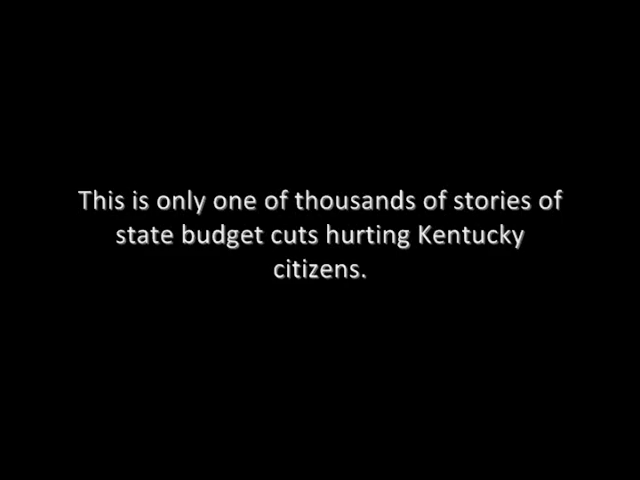 This is only one of thousands of stories of
state budget cuts hurting Kentucky
citizens.